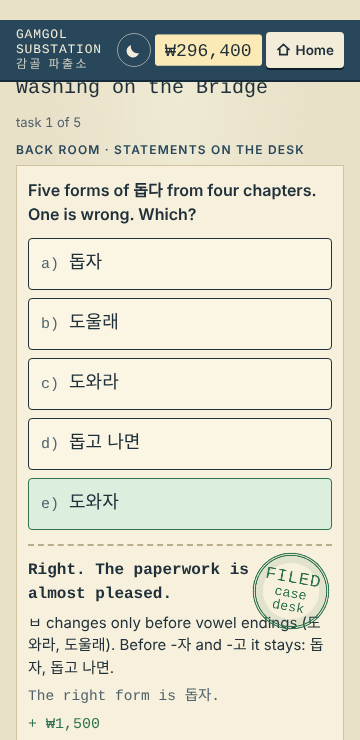 GAMGOL
SUBSTATION
감골 파출소
₩296,400
Home
Washing on the Bridge
task 1 of 5
BACK ROOM · STATEMENTS ON THE DESK
Five forms of 돕다 from four chapters.
One is wrong. Which?
a) 돕자
b) 도울래
c) 도와라
d) 돕고 나면
e) 도와자
Right. The paperwork is
almost pleased.
FILED
case
desk
ㅂ changes only before vowel endings (도
와라, 도울래). Before -자 and -고 it stays: 돕
자, 돕고 나면.
The right form is 돕자.
+ ₩1,500